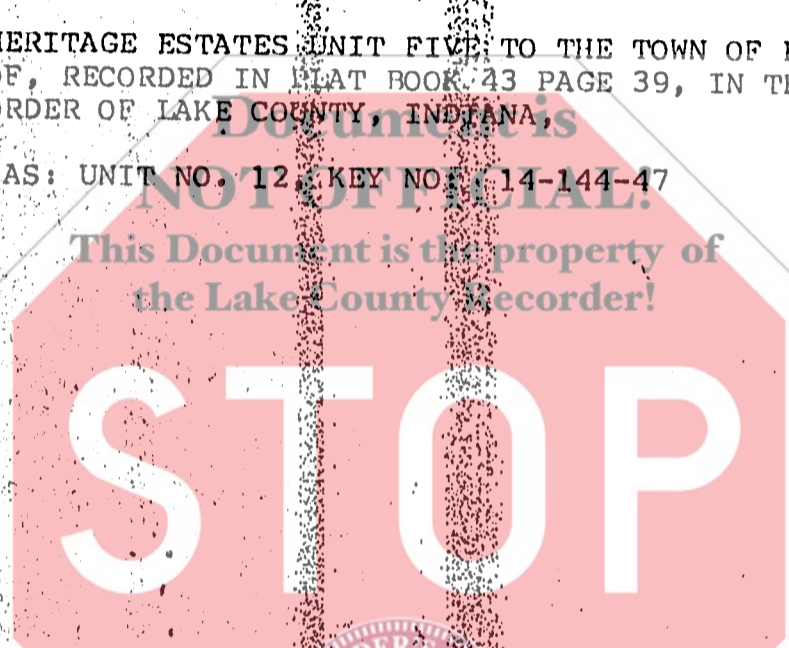 HERITAGE ESTATES UNIT FIVE TO THE TOWN OF
OF, RECORDED IN PLAT BOOK 43 PAGE 39, IN TH
ORDER OF LAKE COUNTY, INDIANA,
Document is
AS: UNIT NO. 12, KEY NO.: 14-144-47
NOT OFFICIAL!
This Document is the property of
the Lake County Recorder!
STOP